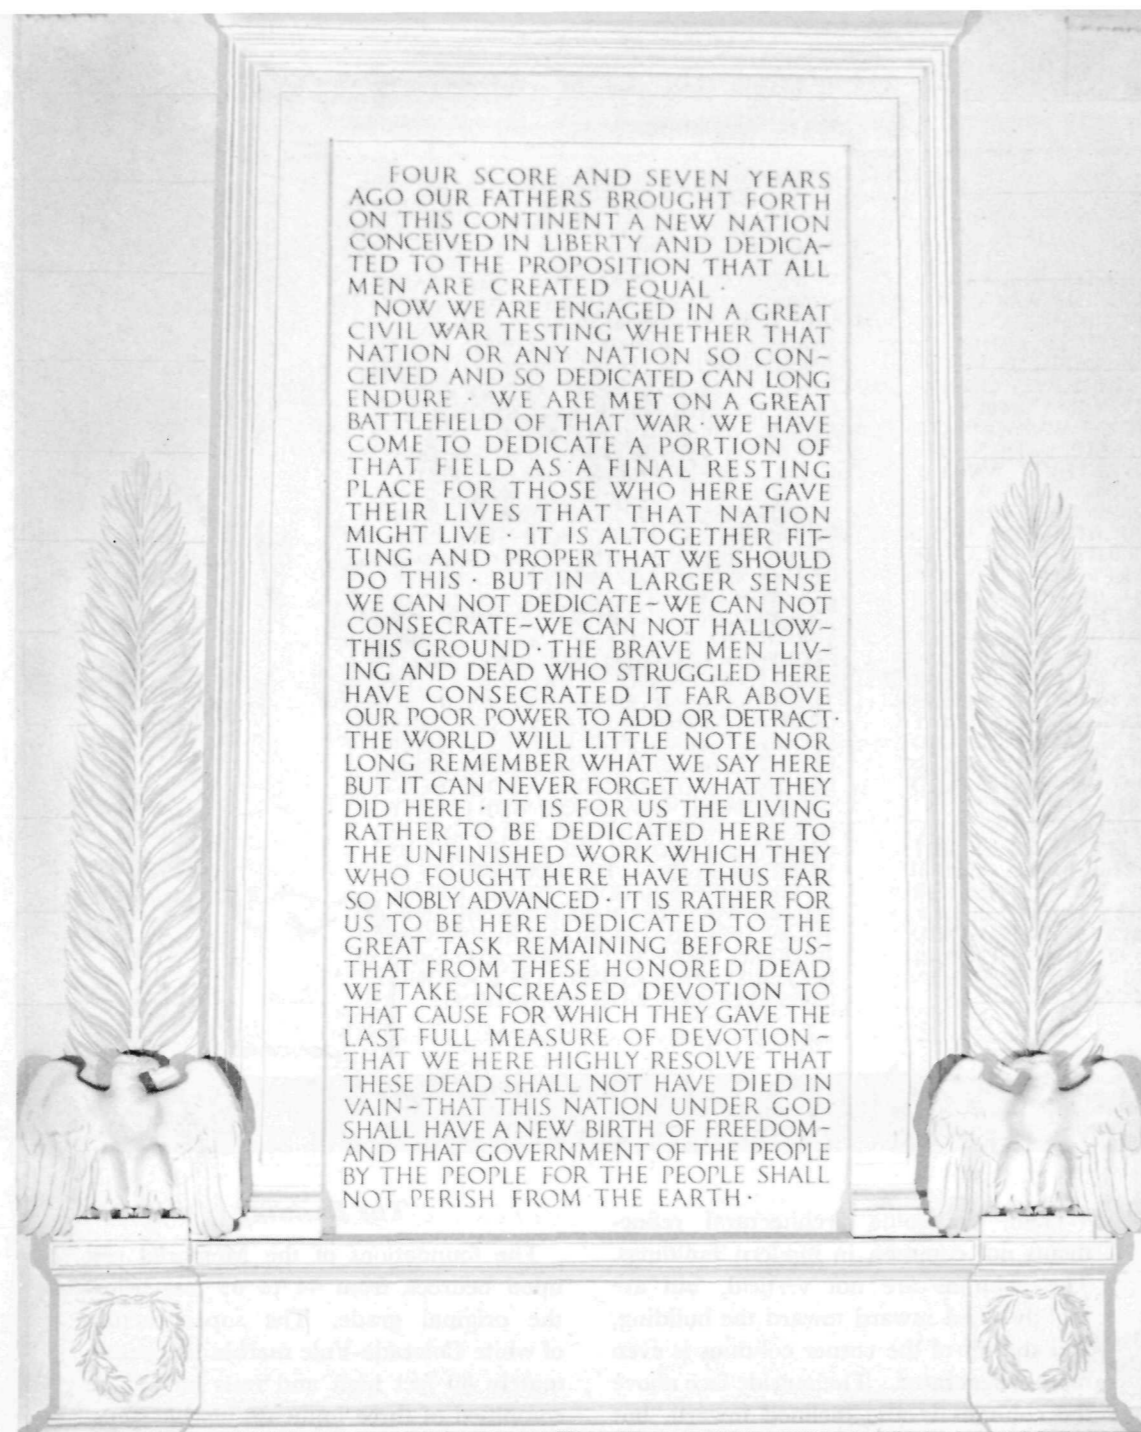 FOUR SCORE AND SEVEN YEARS
AGO OUR FATHERS BROUGHT FORTH
ON THIS CONTINENT A NEW NATION
CONCEIVED IN LIBERTY AND DEDICA-
TED TO THE PROPOSITION THAT ALL
MEN ARE CREATED EQUAL ·
NOW WE ARE ENGAGED IN A GREAT
CIVIL WAR TESTING WHETHER THAT
NATION OR ANY NATION SO CON-
CEIVED AND SO DEDICATED CAN LONG
ENDURE · WE ARE MET ON A GREAT
BATTLEFIELD OF THAT WAR · WE HAVE
COME TO DEDICATE A PORTION OF
THAT FIELD AS A FINAL RESTING
PLACE FOR THOSE WHO HERE GAVE
THEIR LIVES THAT THAT NATION
MIGHT LIVE · IT IS ALTOGETHER FIT-
TING AND PROPER THAT WE SHOULD
DO THIS · BUT IN A LARGER SENSE
WE CAN NOT DEDICATE-WE CAN NOT
CONSECRATE-WE CAN NOT HALLOW-
THIS GROUND · THE BRAVE MEN LIV-
ING AND DEAD WHO STRUGGLED HERE
HAVE CONSECRATED IT FAR ABOVE
OUR POOR POWER TO ADD OR DETRACT·
THE WORLD WILL LITTLE NOTE NOR
LONG REMEMBER WHAT WE SAY HERE
BUT IT CAN NEVER FORGET WHAT THEY
DID HERE · IT IS FOR US THE LIVING
RATHER TO BE DEDICATED HERE TO
THE UNFINISHED WORK WHICH THEY
WHO FOUGHT HERE HAVE THUS FAR
SO NOBLY ADVANCED · IT IS RATHER FOR
US TO BE HERE DEDICATED TO THE
GREAT TASK REMAINING BEFORE US-
THAT FROM THESE HONORED DEAD
WE TAKE INCREASED DEVOTION TO
THAT CAUSE FOR WHICH THEY GAVE THE
LAST FULL MEASURE OF DEVOTION-
THAT WE HERE HIGHLY RESOLVE THAT
THESE DEAD SHALL NOT HAVE DIED IN
VAIN-THAT THIS NATION UNDER GOD
SHALL HAVE A NEW BIRTH OF FREEDOM-
AND THAT GOVERNMENT OF THE PEOPLE
BY THE PEOPLE FOR THE PEOPLE SHALL
NOT PERISH FROM THE EARTH ·